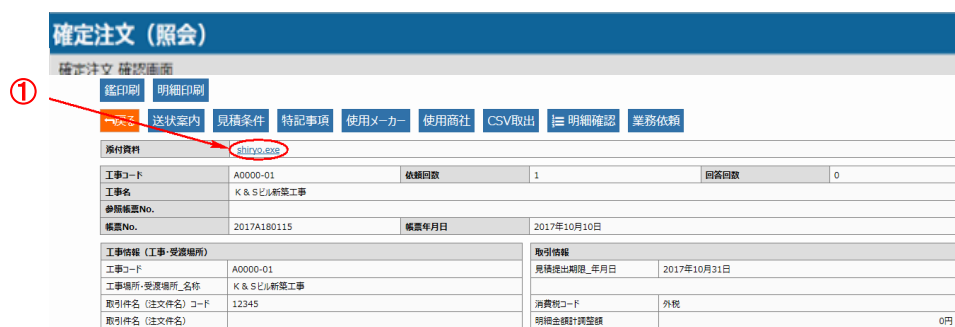 確定注文（照会）
確定注文 確認画面
①
鑑印刷 明細印刷
戻る 送状案内 見積条件 特記事項 使用メーカー 使用商社 CSV取出 明細確認 業務依頼
添付資料 shiryo.exe
工事コード A0000-01 依頼回数 1 回答回数 0
工事名 K＆Sビル新築工事
参照帳票No.
帳票No. 2017A180115 帳票年月日 2017年10月10日
工事情報（工事・受渡場所） 取引情報
工事コード A0000-01 見積提出期限_年月日 2017年10月31日
工事場所・受渡場所_名称 K＆Sビル新築工事
取引件名（注文件名）コード 12345 消費税コード 外税
取引件名（注文件名） 明細金額計調整額 0円